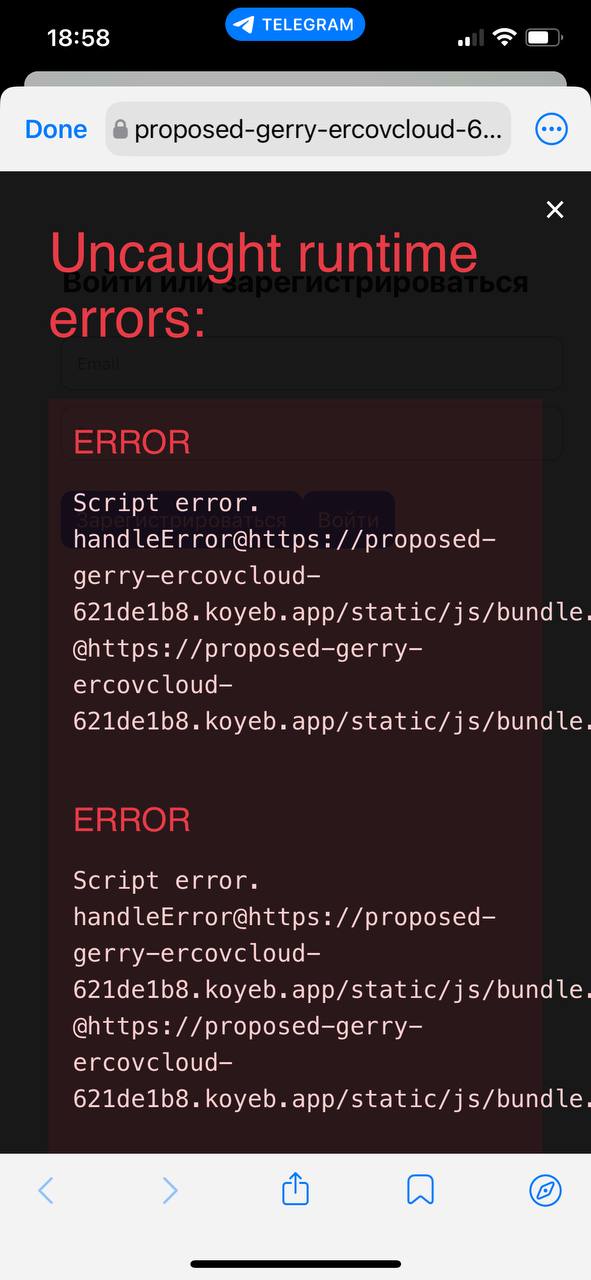 18:58
TELEGRAM
Done
proposed-gerry-ercovcloud-6...
Uncaught runtime
Войти или зарегистрироваться
errors:
Email
ERROR
Script error.
Зарегистрироваться
Войти
handleError@https://proposed-
gerry-ercovcloud-
621de1b8.koyeb.app/static/js/bundle.
@https://proposed-gerry-
ercovcloud-
621de1b8.koyeb.app/static/js/bundle.
ERROR
Script error.
handleError@https://proposed-
gerry-ercovcloud-
621de1b8.koyeb.app/static/js/bundle.
@https://proposed-gerry-
ercovcloud-
621de1b8.koyeb.app/static/js/bundle.